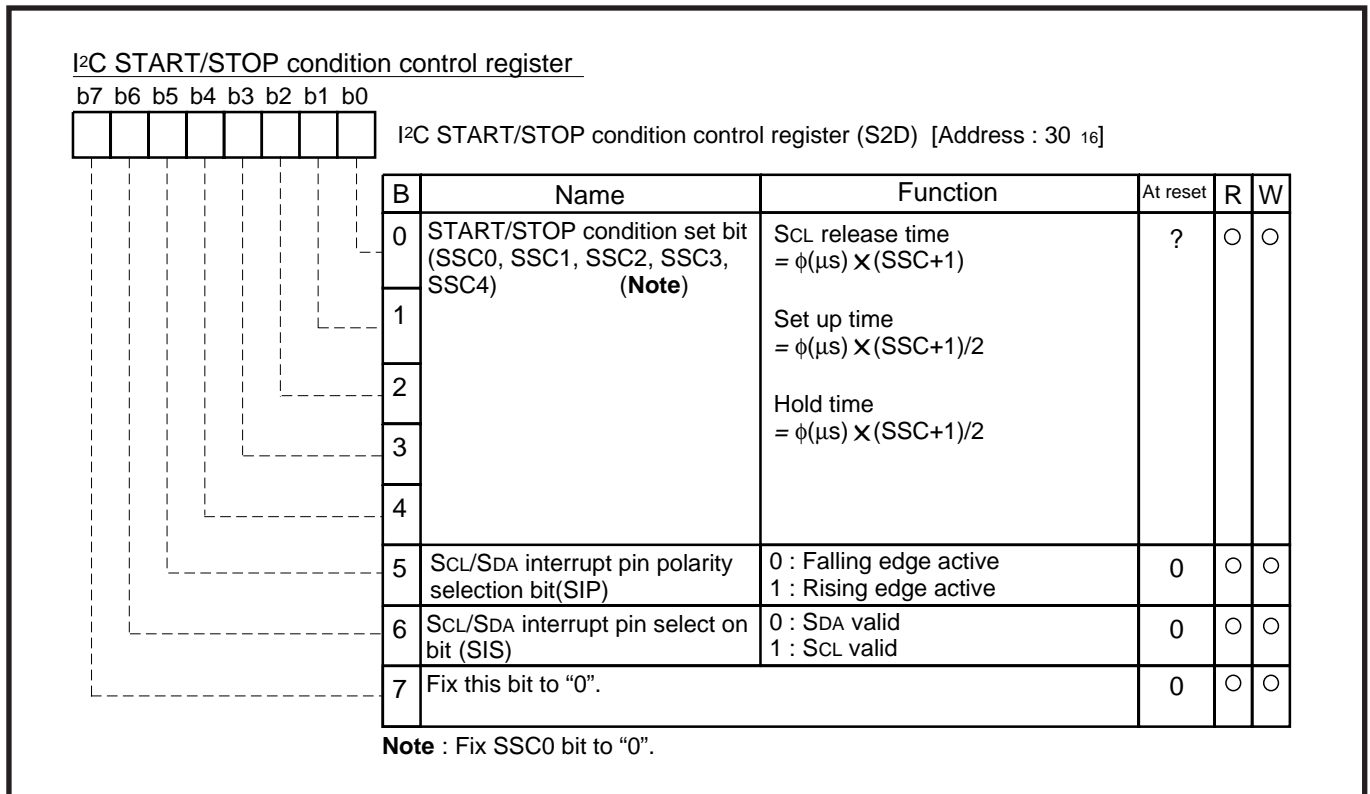 I2C START/STOP condition control register
b7 b6 b5 b4 b3 b2 b1 b0
I2C START/STOP condition control register (S2D) [Address : 30 16]
B Name Function At reset R W
0 START/STOP condition set bit (SSC0, SSC1, SSC2, SSC3, SSC4) (Note)
SCL release time
= ϕ(µs) ✕ (SSC+1)
Set up time
= ϕ(µs) ✕ (SSC+1)/2
Hold time
= ϕ(µs) ✕ (SSC+1)/2
? ○ ○
1
2
3
4
5 SCL/SDA interrupt pin polarity selection bit(SIP)
0 : Falling edge active
1 : Rising edge active
0 ○ ○
6 SCL/SDA interrupt pin select on bit (SIS)
0 : SDA valid
1 : SCL valid
0 ○ ○
7 Fix this bit to “0”. 0 ○ ○
Note : Fix SSC0 bit to “0”.